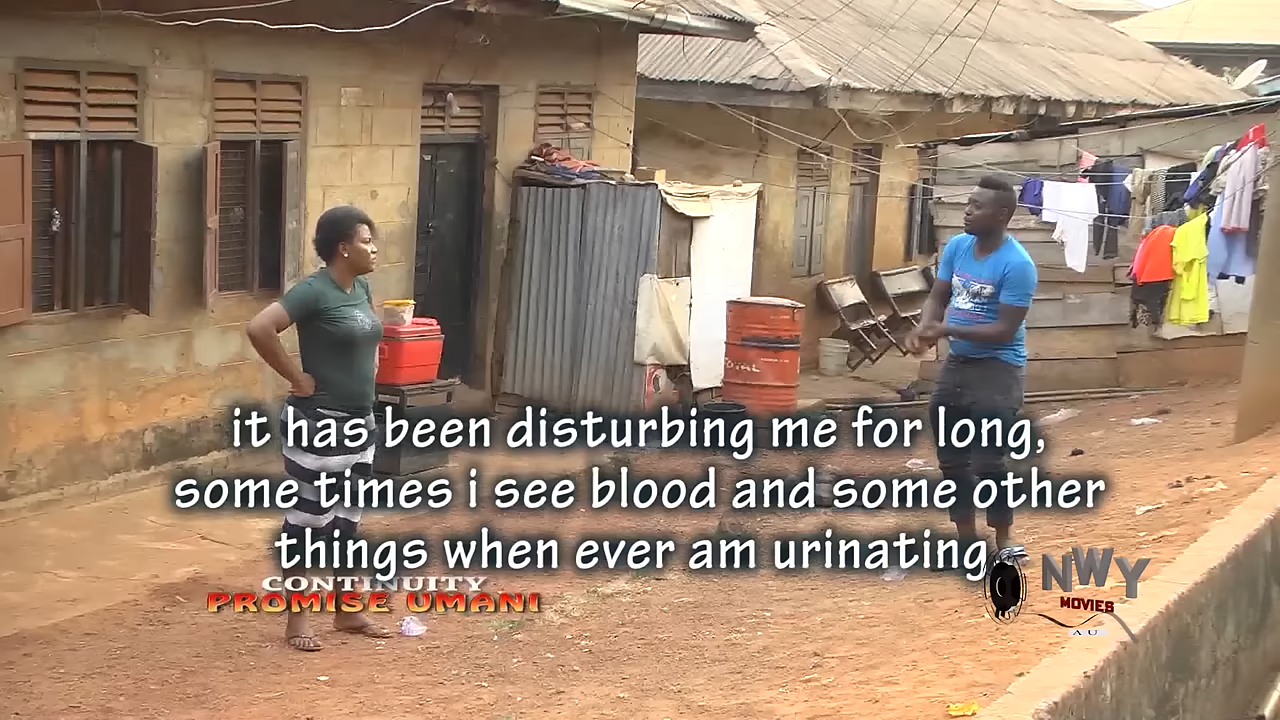 it has been disturbing me for long,
some times i see blood and some other
things when ever am urinating
CONTINUITY
PROMISE UMANI
NWY
MOVIES
AU